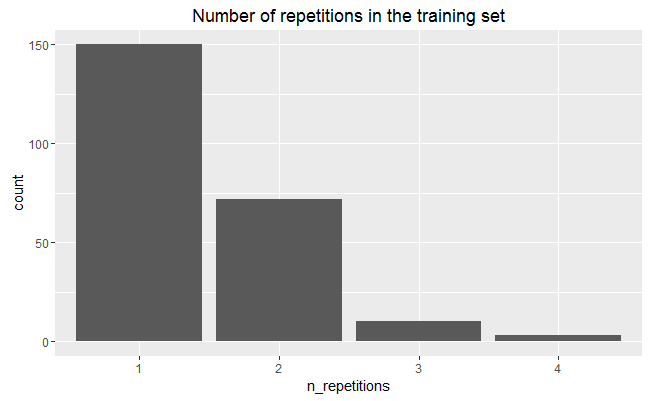 Number of repetitions in the training set
150
100
50
0
count
1 2 3 4
n_repetitions